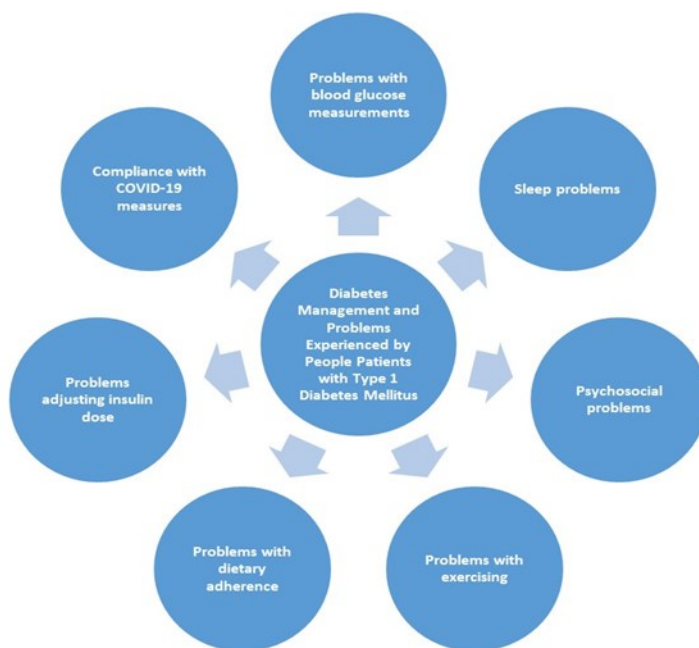 Problems with
blood glucose
measurements
Compliance with
COVID-19
measures
Sleep problems
Diabetes
Management and
Problems
Experienced by
People Patients
with Type 1
Diabetes Mellitus
Problems
adjusting insulin
dose
Psychosocial
problems
Problems with
dietary
adherence
Problems with
exercising